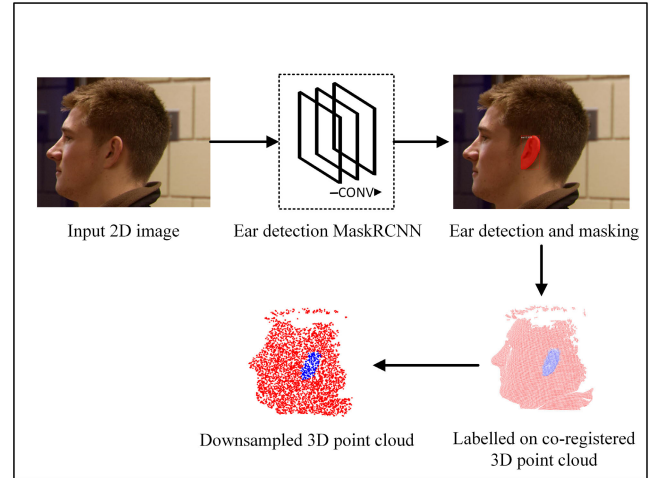 CONV
Input 2D image
Ear detection MaskRCNN
Ear detection and masking
Downsampled 3D point cloud
Labelled on co-registered
3D point cloud